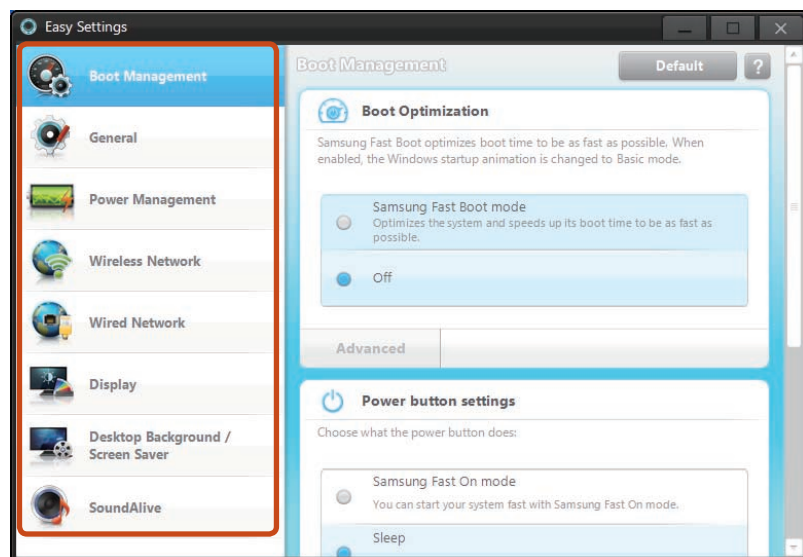 Easy Settings
Boot Management
General
Power Management
Wireless Network
Wired Network
Display
Desktop Background /
Screen Saver
SoundAlive
Boot Management
Default
?
Boot Optimization
Samsung Fast Boot optimizes boot time to be as fast as possible. When
enabled, the Windows startup animation is changed to Basic mode.
Samsung Fast Boot mode
Optimizes the system and speeds up its boot time to be as fast as
possible.
Off
Advanced
Power button settings
Choose what the power button does:
Samsung Fast On mode
You can start your system fast with Samsung Fast On mode.
Sleep